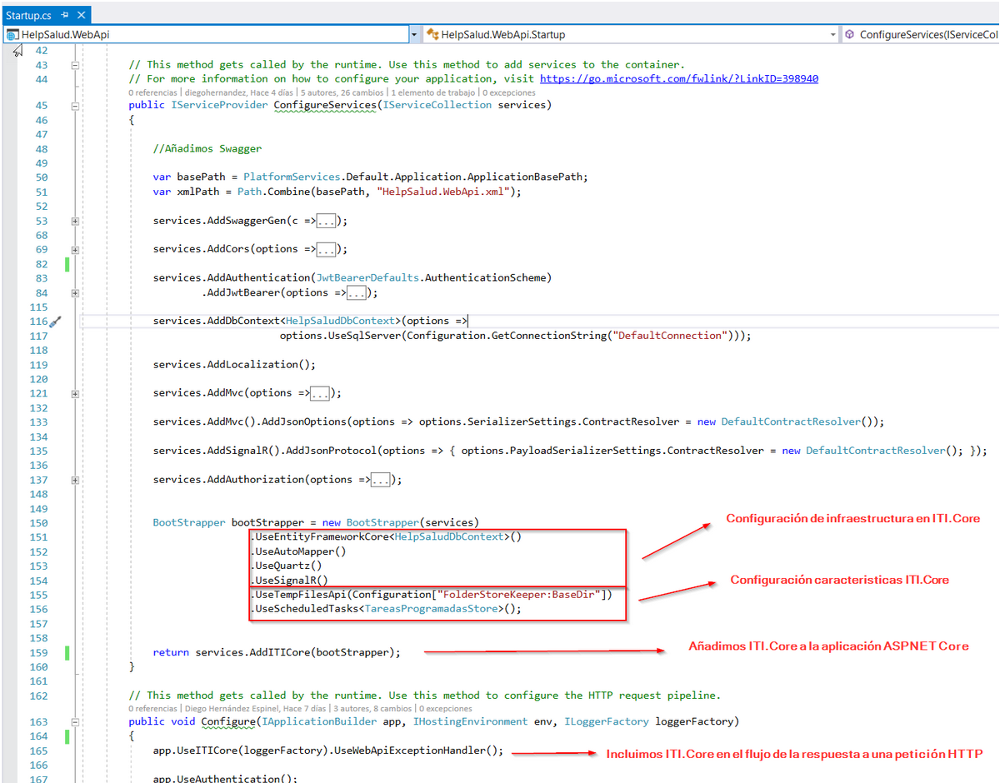 Startup.cs
HelpSalud.WebApi
HelpSalud.WebApi.Startup
ConfigureServices(IServiceCol
42
43 // This method gets called by the runtime. Use this method to add services to the container.
44 // For more information on how to configure your application, visit https://go.microsoft.com/fwlink/?LinkID=398940
0 referencias | diegohernandez, Hace 4 días | 5 autores, 26 cambios | 1 elemento de trabajo | 0 excepciones
45 public IServiceProvider ConfigureServices(IServiceCollection services)
46 {
47
48 //Añadimos Swagger
49
50 var basePath = PlatformServices.Default.Application.ApplicationBasePath;
51 var xmlPath = Path.Combine(basePath, "HelpSalud.WebApi.xml");
52
53 services.AddSwaggerGen(c =>...);
68
69 services.AddCors(options =>...);
82
83 services.AddAuthentication(JwtBearerDefaults.AuthenticationScheme)
84 .AddJwtBearer(options =>...);
115
116 services.AddDbContext<HelpSaludDbContext>(options =>
117 options.UseSqlServer(Configuration.GetConnectionString("DefaultConnection")));
118
119 services.AddLocalization();
120
121 services.AddMvc(options =>...);
132
133 services.AddMvc().AddJsonOptions(options => options.SerializerSettings.ContractResolver = new DefaultContractResolver());
134
135 services.AddSignalR().AddJsonProtocol(options => { options.PayloadSerializerSettings.ContractResolver = new DefaultContractResolver(); });
136
137 services.AddAuthorization(options =>...);
148
149
150 BootStrapper bootStrapper = new BootStrapper(services)
Configuración de infraestructura en ITI.Core
151 .UseEntityFrameworkCore<HelpSaludDbContext>()
152 .UseAutoMapper()
153 .UseQuartz()
154 .UseSignalR()
Configuración caracteristicas ITI.Core
155 .UseTempFilesApi(Configuration["FolderStoreKeeper:BaseDir"])
156 .UseScheduledTasks<TareasProgramadasStore>();
157
158
159 return services.AddITICore(bootStrapper);
Añadimos ITI.Core a la aplicación ASPNET Core
160 }
161
162 // This method gets called by the runtime. Use this method to configure the HTTP request pipeline.
0 referencias | Diego Hernández Espinel, Hace 7 días | 3 autores, 8 cambios | 0 excepciones
163 public void Configure(IApplicationBuilder app, IHostingEnvironment env, ILoggerFactory loggerFactory)
164 {
165 app.UseITICore(loggerFactory).UseWebApiExceptionHandler();
Incluimos ITI.Core en el flujo de la respuesta a una petición HTTP
166
167 app.UseAuthentication();